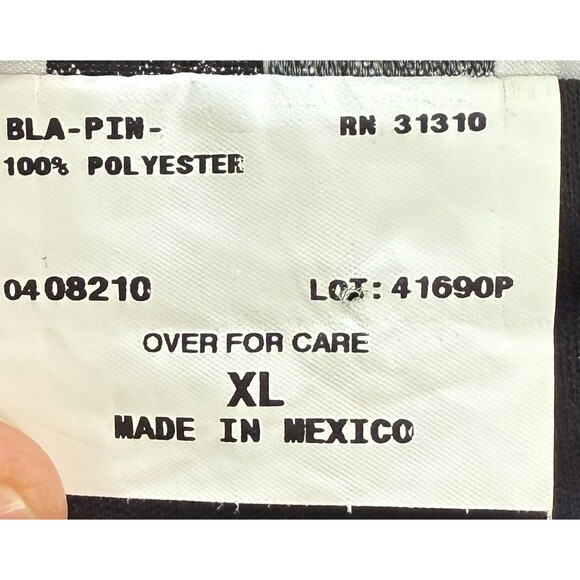 BLA-PIN- RN 31310
100% POLYESTER
0408210 LOT: 41690P
OVER FOR CARE
XL
MADE IN MEXICO